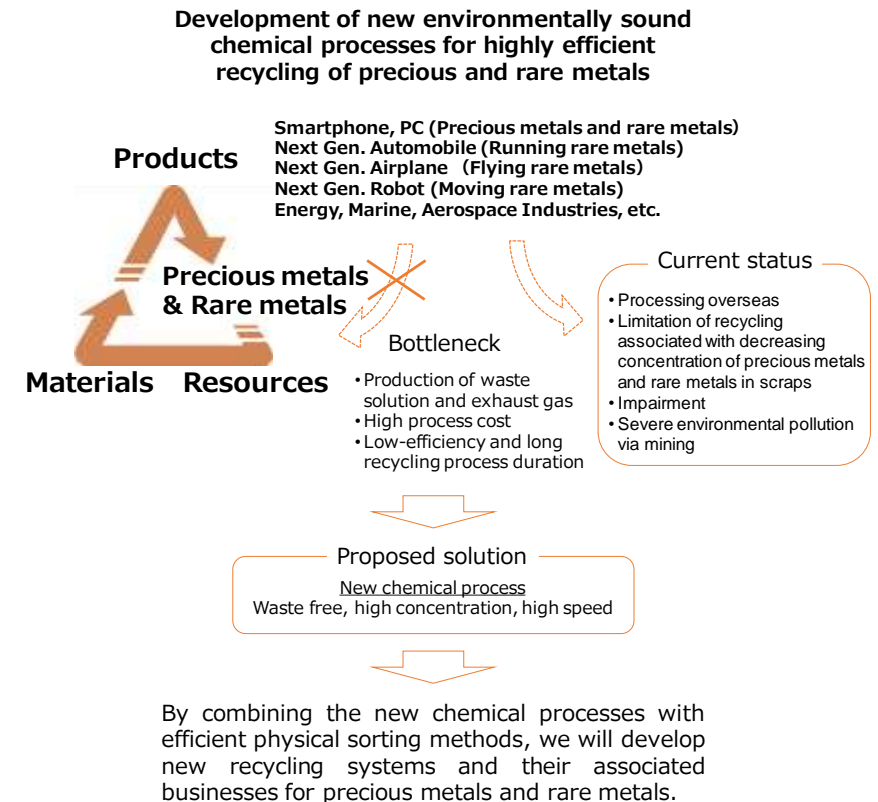 Development of new environmentally sound
chemical processes for highly efficient
recycling of precious and rare metals
Smartphone, PC (Precious metals and rare metals)
Next Gen. Automobile (Running rare metals)
Next Gen. Airplane （Flying rare metals）
Next Gen. Robot (Moving rare metals)
Energy, Marine, Aerospace Industries, etc.
Products
Precious metals
& Rare metals
Materials
Resources
Bottleneck
・Production of waste
solution and exhaust gas
・High process cost
・Low-efficiency and long
recycling process duration
Current status
• Processing overseas
• Limitation of recycling
associated with decreasing
concentration of precious metals
and rare metals in scraps
• Impairment
• Severe environmental pollution
via mining
Proposed solution
New chemical process
Waste free, high concentration, high speed
By combining the new chemical processes with
efficient physical sorting methods, we will develop
new recycling systems and their associated
businesses for precious metals and rare metals.